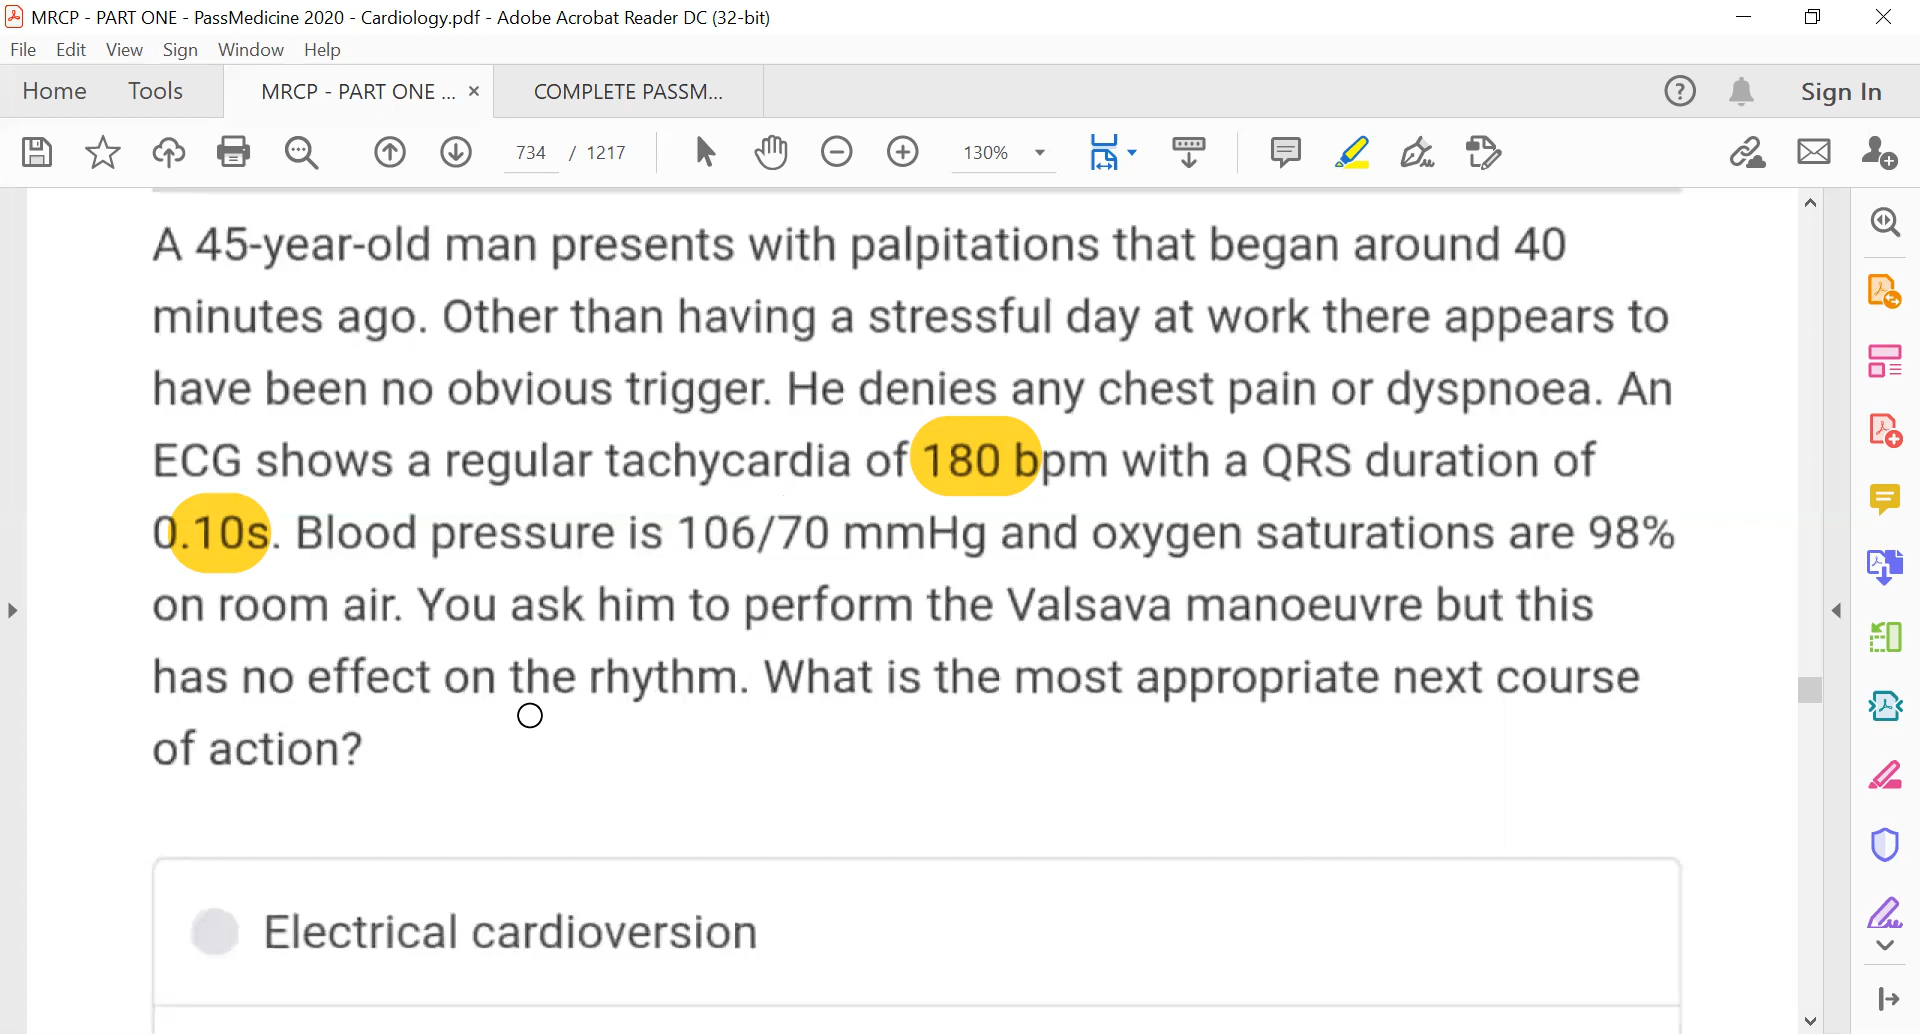 MRCP - PART ONE - PassMedicine 2020 - Cardiology.pdf - Adobe Acrobat Reader DC (32-bit)
File Edit View Sign Window Help
Home Tools MRCP - PART ONE ... × COMPLETE PASSM... Sign In
734 / 1217 130%
A 45-year-old man presents with palpitations that began around 40
minutes ago. Other than having a stressful day at work there appears to
have been no obvious trigger. He denies any chest pain or dyspnoea. An
ECG shows a regular tachycardia of 180 bpm with a QRS duration of
0.10s. Blood pressure is 106/70 mmHg and oxygen saturations are 98%
on room air. You ask him to perform the Valsava manoeuvre but this
has no effect on the rhythm. What is the most appropriate next course
of action?
Electrical cardioversion